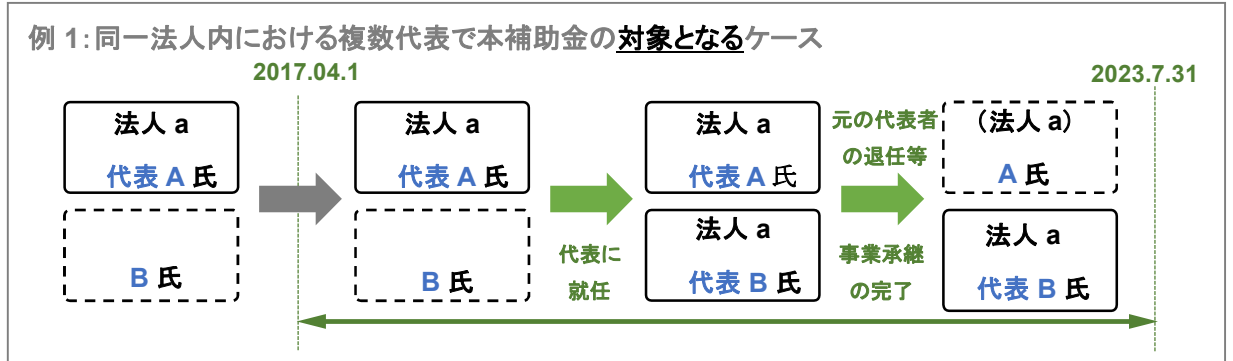 例 1：同一法人内における複数代表で本補助金の対象となるケース
2017.04.1
2023.7.31
法人 a
代表 A 氏
B 氏
法人 a
代表 A 氏
B 氏
代表に
就任
法人 a
代表 A 氏
法人 a
代表 B 氏
元の代表者
の退任等
事業承継
の完了
（法人 a）
A 氏
法人 a
代表 B 氏